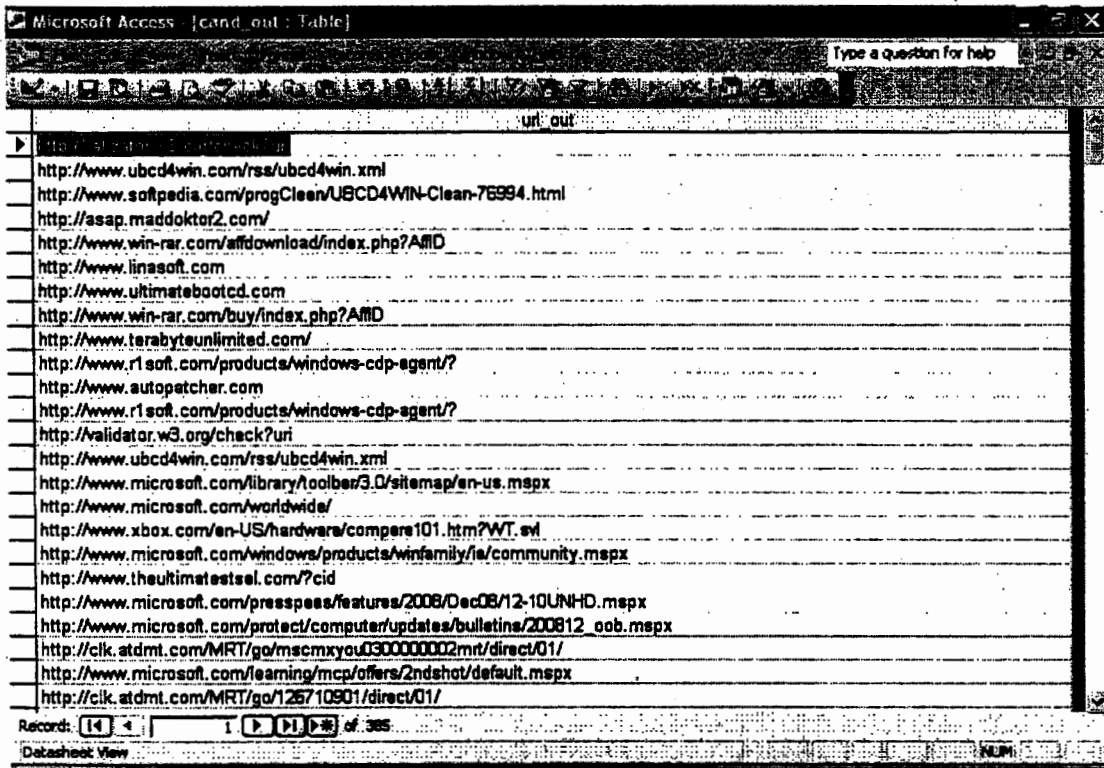 Microsoft Access - [cand_out : Table]
Type a question for help
url_out
http://www.ubcd4win.com/rss/ubcd4win.xml
http://www.softpedia.com/progClean/UBCD4WIN-Clean-76994.html
http://asap.maddoktor2.com/
http://www.win-rar.com/affdownload/index.php?AffID
http://www.linasoft.com
http://www.ultimatebootcd.com
http://www.win-rar.com/buy/index.php?AffID
http://www.terabyteunlimited.com/
http://www.r1soft.com/products/windows-cdp-agent/?
http://www.autopatcher.com
http://www.r1soft.com/products/windows-cdp-agent/?
http://validator.w3.org/check?uri
http://www.ubcd4win.com/rss/ubcd4win.xml
http://www.microsoft.com/library/toolbar/3.0/sitemap/en-us.mspx
http://www.microsoft.com/worldwide/
http://www.xbox.com/en-US/hardware/compare101.htm?WT.svl
http://www.microsoft.com/windows/products/winfamily/ie/community.mspx
http://www.theultimatestsel.com/?cid
http://www.microsoft.com/presspass/features/2008/Dec08/12-10UNHD.mspx
http://www.microsoft.com/protect/computer/updates/bulletins/200812_oob.mspx
http://clk.atdmt.com/MRT/go/mscmxyou0300000002mrt/direct/01/
http://www.microsoft.com/learning/mcp/offers/2ndshot/default.mspx
http://clk.atdmt.com/MRT/go/126710901/direct/01/
Record: 1 of 385
Datasheet View NUM